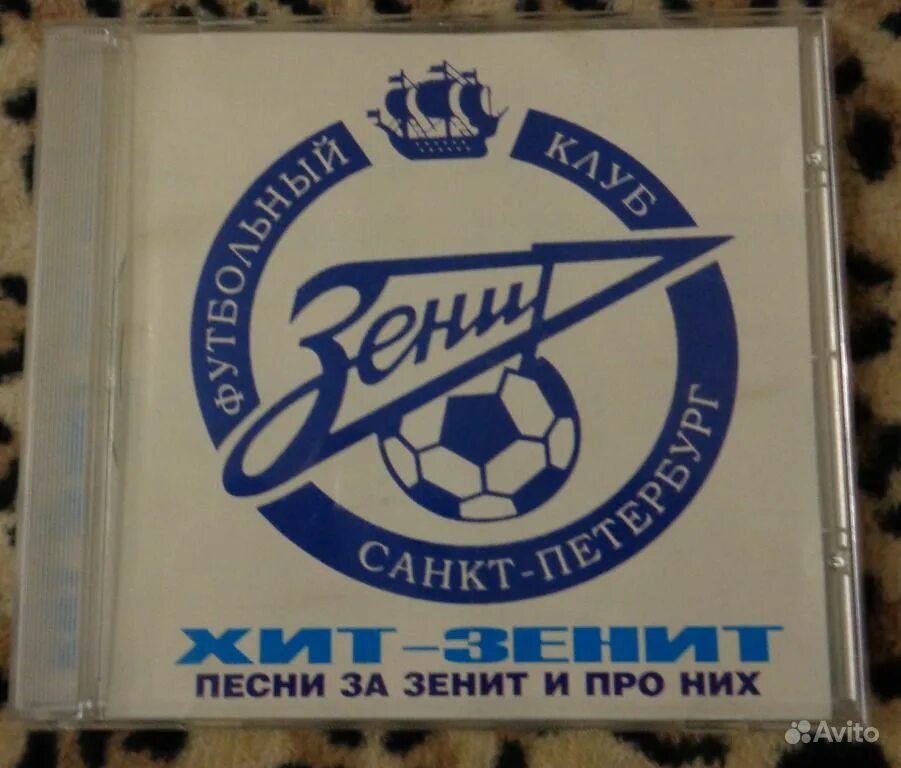 ФУТБОЛЬНЫЙ
КЛУБ
Зенит
САНКТ-ПЕТЕРБУРГ
ХИТ-ЗЕНИТ
ПЕСНИ ЗА ЗЕНИТ И ПРО НИХ
Avito